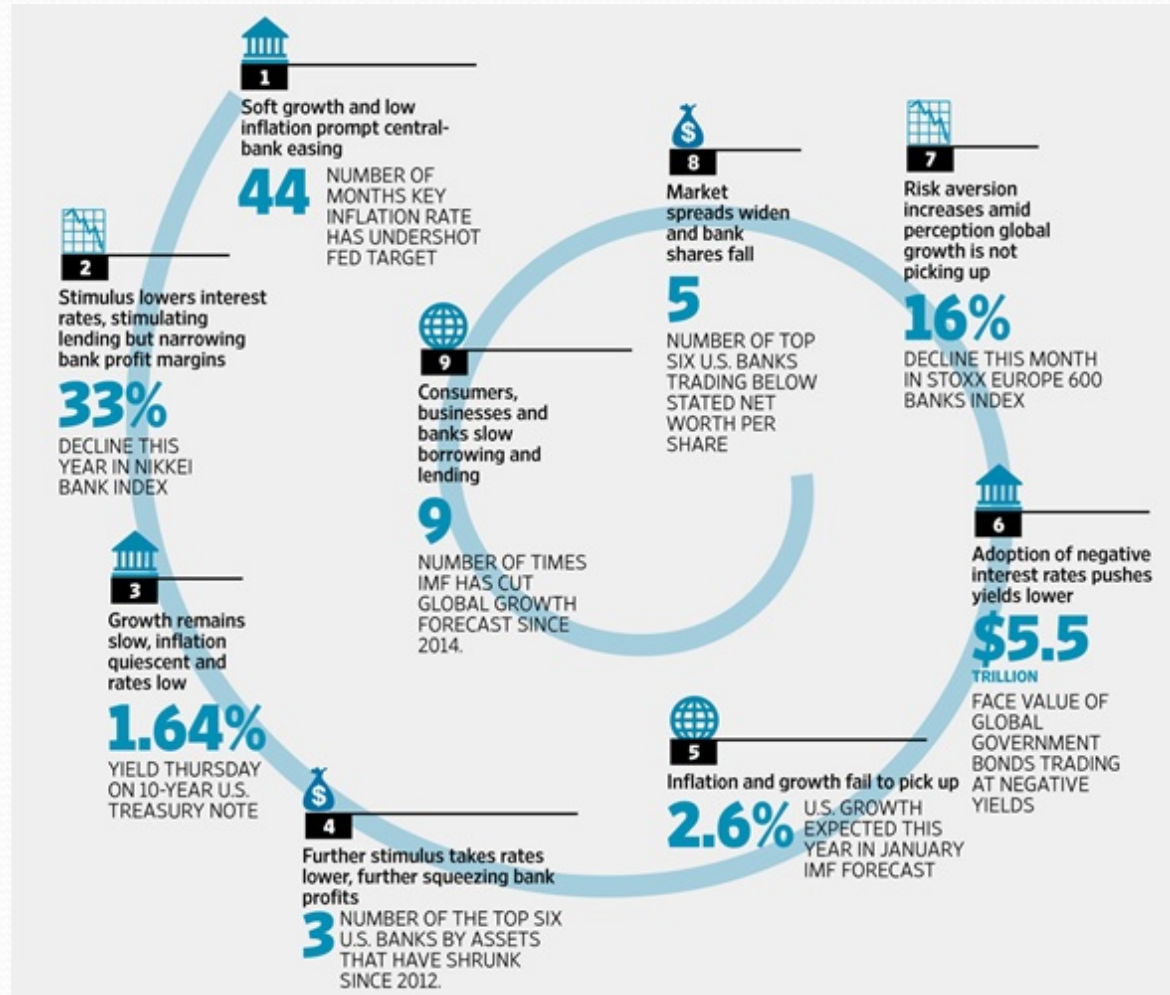 1
Soft growth and low
inflation prompt central-
bank easing
44
NUMBER OF
MONTHS KEY
INFLATION RATE
HAS UNDERSHOT
FED TARGET
2
Stimulus lowers interest
rates, stimulating
lending but narrowing
bank profit margins
33%
DECLINE THIS
YEAR IN NIKKEI
BANK INDEX
3
Growth remains
slow, inflation
quiescent and
rates low
1.64%
YIELD THURSDAY
ON 10-YEAR U.S.
TREASURY NOTE
$
4
Further stimulus takes rates
lower, further squeezing bank
profits
3
NUMBER OF THE TOP SIX
U.S. BANKS BY ASSETS
THAT HAVE SHRUNK
SINCE 2012.
5
Inflation and growth fail to pick up
2.6%
U.S. GROWTH
EXPECTED THIS
YEAR IN JANUARY
IMF FORECAST
6
Adoption of negative
interest rates pushes
yields lower
$5.5
TRILLION
FACE VALUE OF
GLOBAL
GOVERNMENT
BONDS TRADING
AT NEGATIVE
YIELDS
7
Risk aversion
increases amid
perception global
growth is not
picking up
16%
DECLINE THIS MONTH
IN STOXX EUROPE 600
BANKS INDEX
$
8
Market
spreads widen
and bank
shares fall
5
NUMBER OF TOP
SIX U.S. BANKS
TRADING BELOW
STATED NET
WORTH PER
SHARE
9
Consumers,
businesses and
banks slow
borrowing and
lending
9
NUMBER OF TIMES
IMF HAS CUT
GLOBAL GROWTH
FORECAST SINCE
2014.